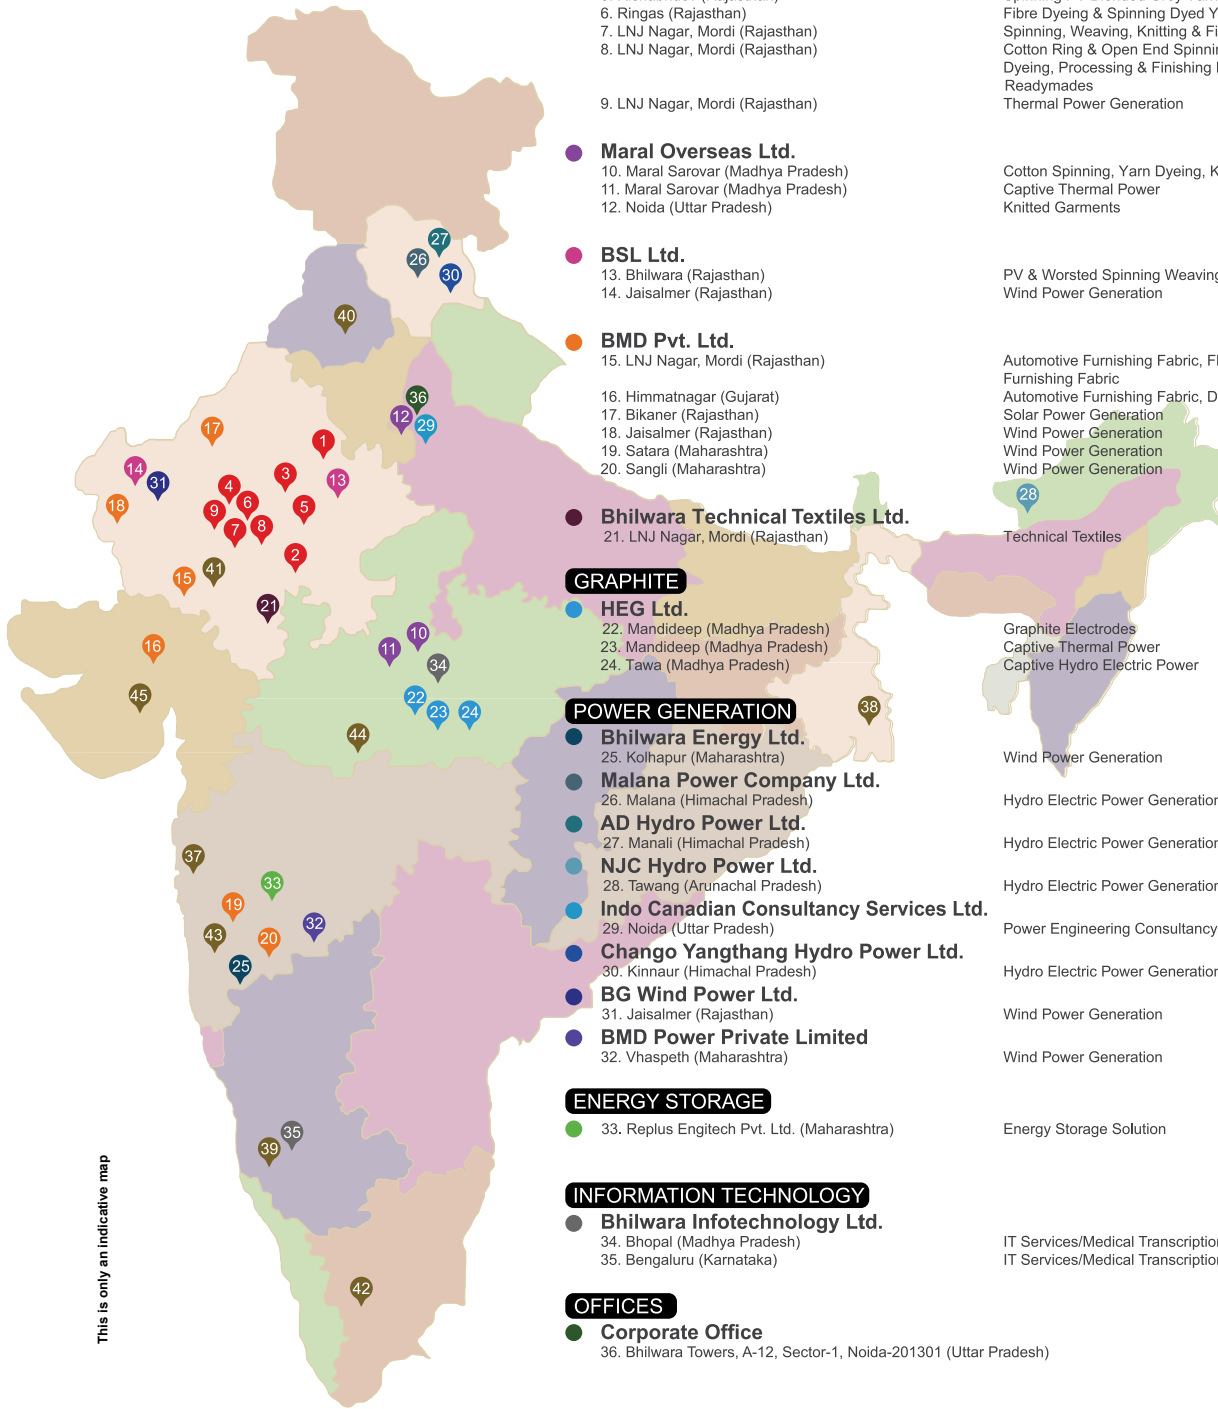 6. Ringas (Rajasthan) Fibre Dyeing & Spinning Dyed
7. LNJ Nagar, Mordi (Rajasthan) Spinning, Weaving, Knitting &
8. LNJ Nagar, Mordi (Rajasthan) Cotton Ring & Open End
Dyeing, Processing & Finishing
Readymades
9. LNJ Nagar, Mordi (Rajasthan) Thermal Power Generation
Maral Overseas Ltd.
10. Maral Sarovar (Madhya Pradesh) Cotton Spinning, Yarn Dyeing,
11. Maral Sarovar (Madhya Pradesh) Captive Thermal Power
12. Noida (Uttar Pradesh) Knitted Garments
BSL Ltd.
13. Bhilwara (Rajasthan) PV & Worsted Spinning Weaving
14. Jaisalmer (Rajasthan) Wind Power Generation
BMD Pvt. Ltd.
15. LNJ Nagar, Mordi (Rajasthan) Automotive Furnishing Fabric,
Furnishing Fabric
16. Himmatnagar (Gujarat) Automotive Furnishing Fabric,
17. Bikaner (Rajasthan) Solar Power Generation
18. Jaisalmer (Rajasthan) Wind Power Generation
19. Satara (Maharashtra) Wind Power Generation
20. Sangli (Maharashtra) Wind Power Generation
Bhilwara Technical Textiles Ltd.
21. LNJ Nagar, Mordi (Rajasthan) Technical Textiles
GRAPHITE
HEG Ltd.
22. Mandideep (Madhya Pradesh) Graphite Electrodes
23. Mandideep (Madhya Pradesh) Captive Thermal Power
24. Tawa (Madhya Pradesh) Captive Hydro Electric Power
POWER GENERATION
Bhilwara Energy Ltd.
25. Kolhapur (Maharashtra) Wind Power Generation
Malana Power Company Ltd.
26. Malana (Himachal Pradesh) Hydro Electric Power Generation
AD Hydro Power Ltd.
27. Manali (Himachal Pradesh) Hydro Electric Power Generation
NJC Hydro Power Ltd.
28. Tawang (Arunachal Pradesh) Hydro Electric Power Generation
Indo Canadian Consultancy Services Ltd.
29. Noida (Uttar Pradesh) Power Engineering Consultancy
Chango Yangthang Hydro Power Ltd.
30. Kinnaur (Himachal Pradesh) Hydro Electric Power Generation
BG Wind Power Ltd.
31. Jaisalmer (Rajasthan) Wind Power Generation
BMD Power Private Limited
32. Vhaspeth (Maharashtra) Wind Power Generation
ENERGY STORAGE
33. Replus Engitech Pvt. Ltd. (Maharashtra) Energy Storage Solution
INFORMATION TECHNOLOGY
Bhilwara Infotechnology Ltd.
34. Bhopal (Madhya Pradesh) IT Services/Medical Transcription
35. Bengaluru (Karnataka) IT Services/Medical Transcription
OFFICES
Corporate Office
36. Bhilwara Towers, A-12, Sector-1, Noida-201301 (Uttar Pradesh)
27
26
30
40
36
12
29
17
1
14
31
3
13
4
18
6
9
5
7
8
28
2
41
15
21
16
10
11
34
45
22
23
24
38
44
37
33
19
32
43
20
25
35
39
42
This is only an indicative map